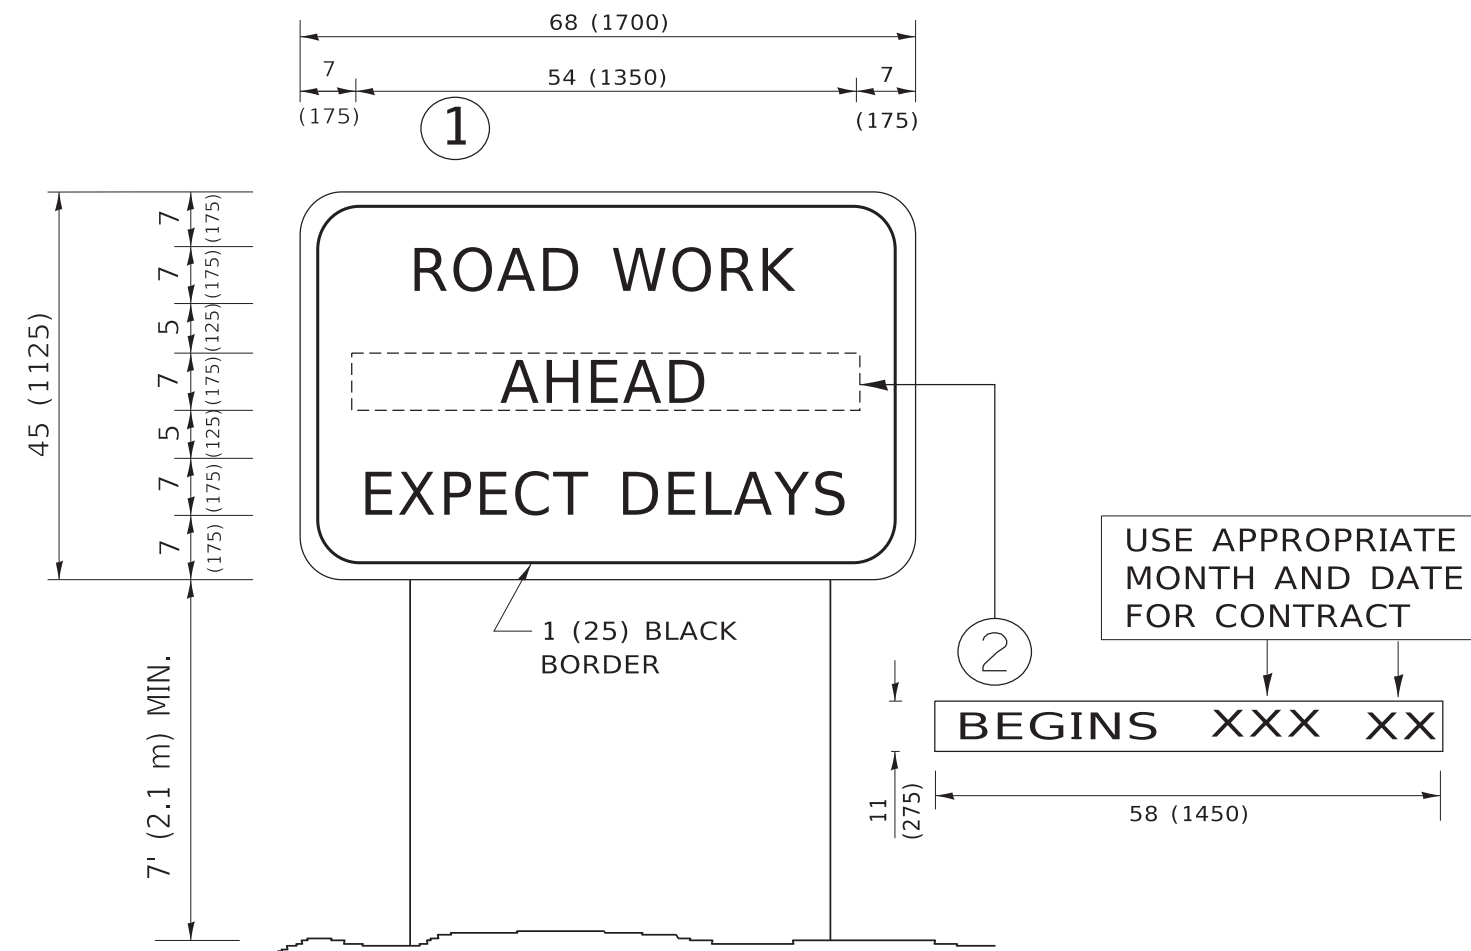 68 (1700)
7
54 (1350)
7
(175)
(175)
1
7
(175)
7
(175)
5
(125)
7
(175)
5
(125)
7
(175)
7
(175)
45 (1125)
ROAD WORK
AHEAD
EXPECT DELAYS
1 (25) BLACK
BORDER
7' (2.1 m) MIN.
2
USE APPROPRIATE
MONTH AND DATE
FOR CONTRACT
BEGINS XXX XX
11
(275)
58 (1450)